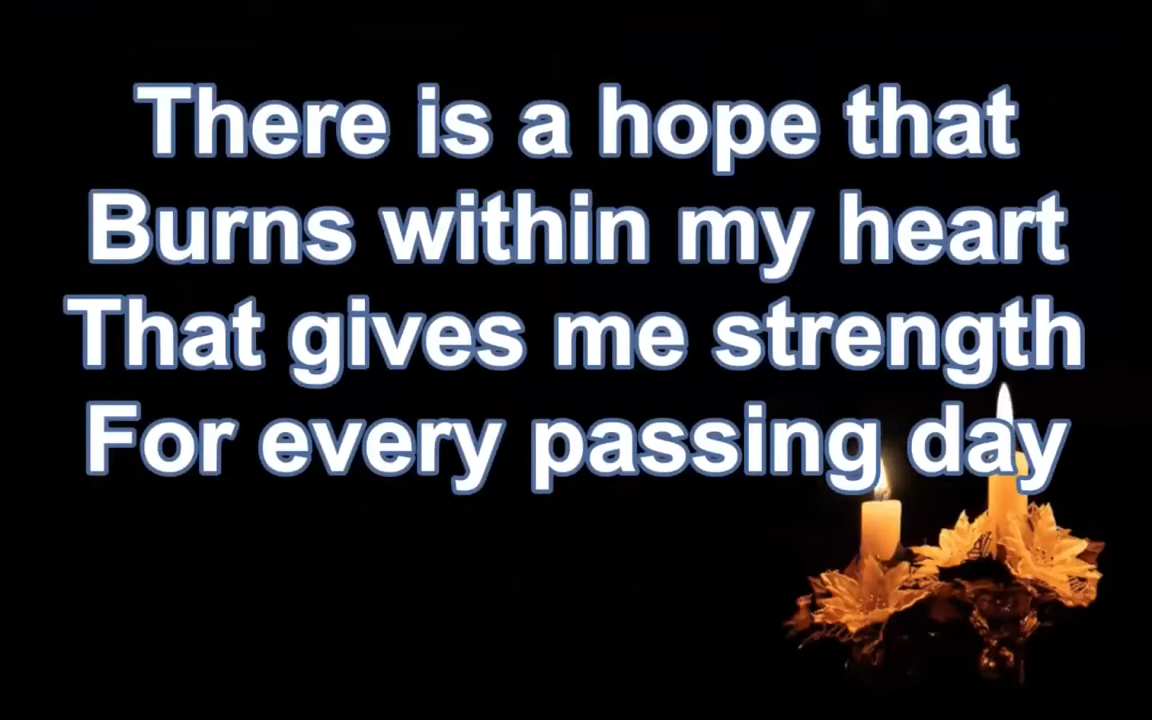 There is a hope that
Burns within my heart
That gives me strength
For every passing day